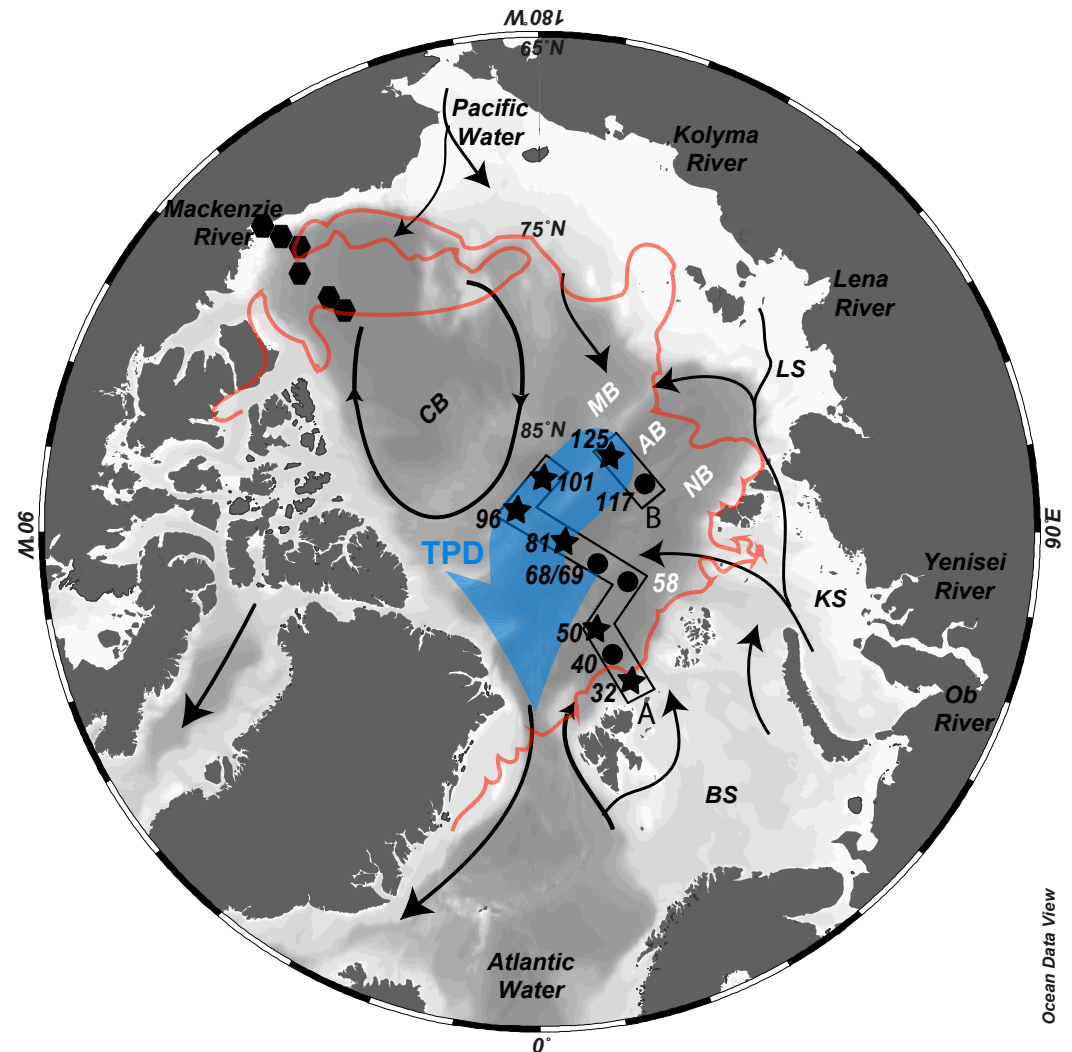 180°W
65°N
Pacific
Water
Kolyma
River
Mackenzie
River
75°N
Lena
River
LS
MB
CB
85°N
AB
125
NB
101
117
B
96
81
TPD
68/69
58
90°W
90°E
Yenisei
River
KS
50
40
32
A
Ob
River
BS
Atlantic
Water
0°
Ocean Data View